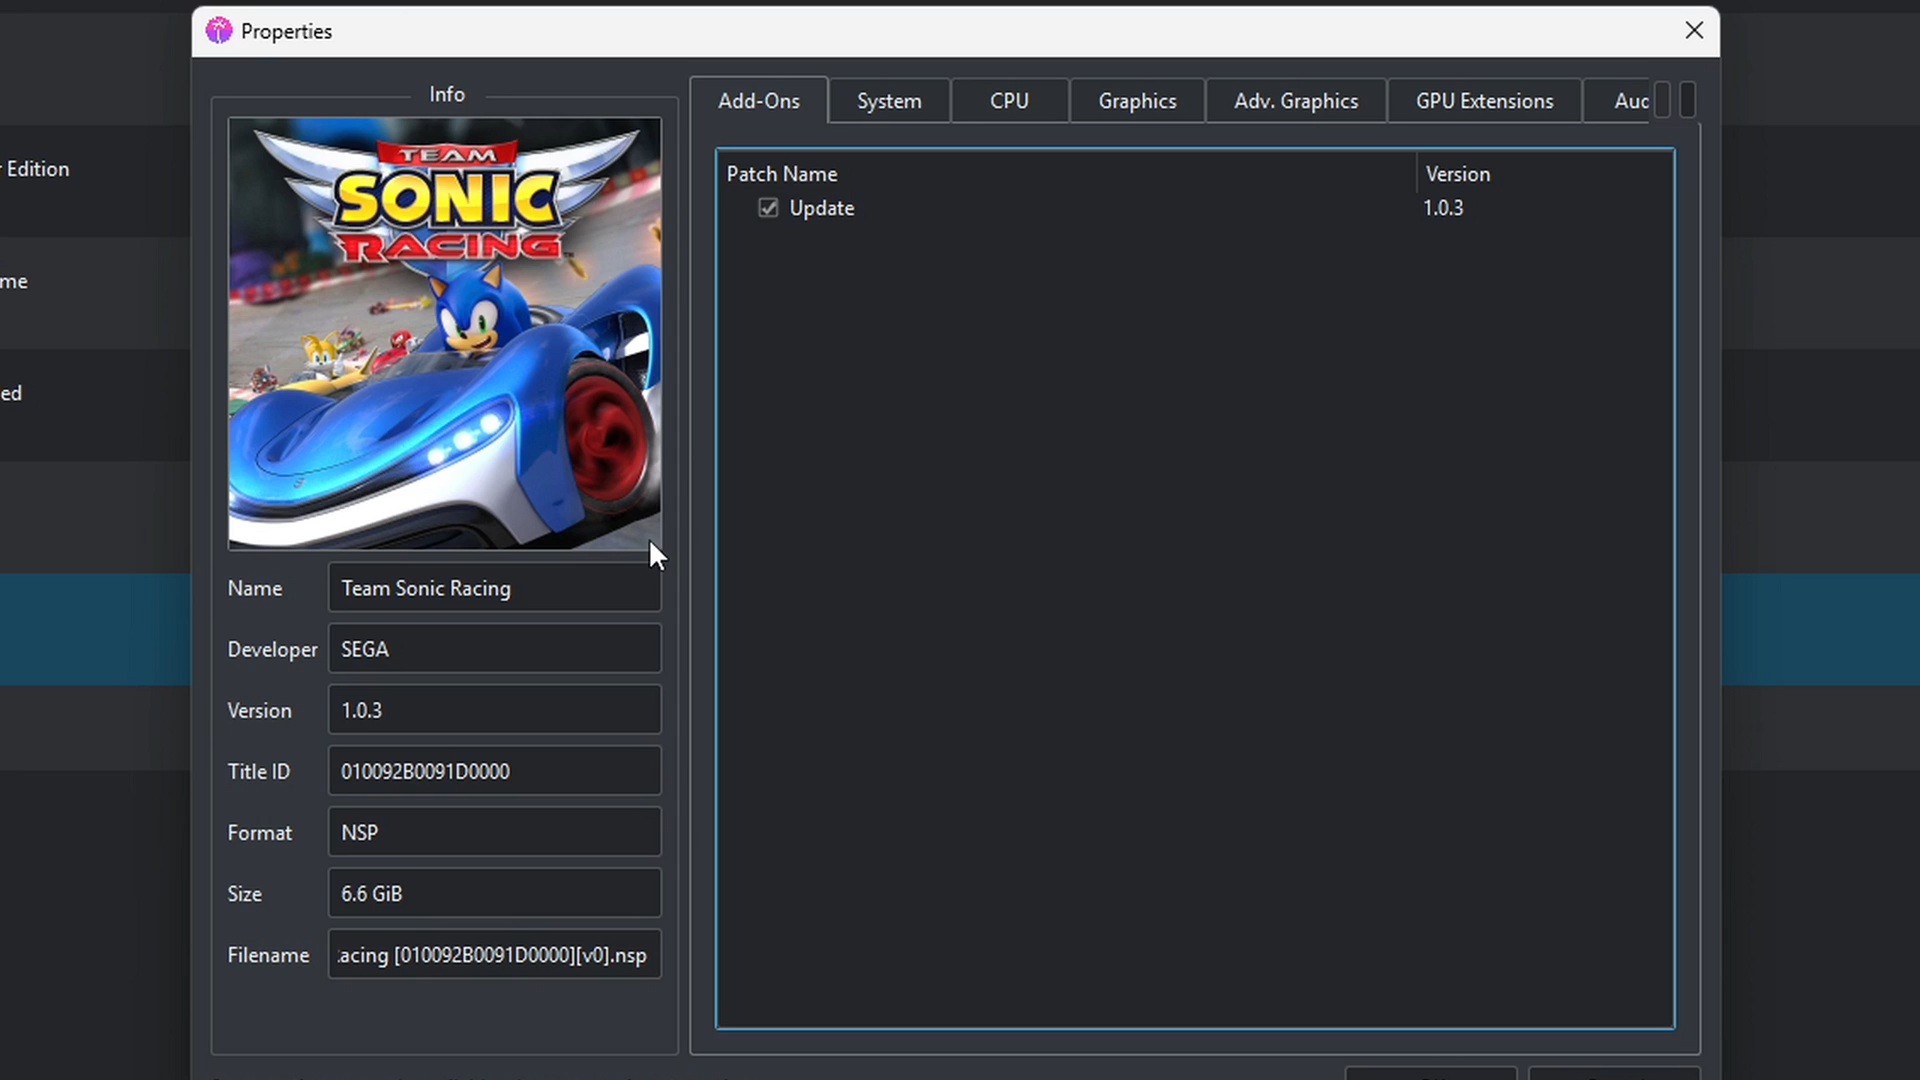 Properties
Info
Add-Ons
System
CPU
Graphics
Adv. Graphics
GPU Extensions
Auc
Patch Name
Version
Update
1.0.3
Edition
me
ed
TEAM
SONIC
RACING™
Name
Team Sonic Racing
Developer
SEGA
Version
1.0.3
Title ID
010092B0091D0000
Format
NSP
Size
6.6 GiB
Filename
acing [010092B0091D0000][v0].nsp